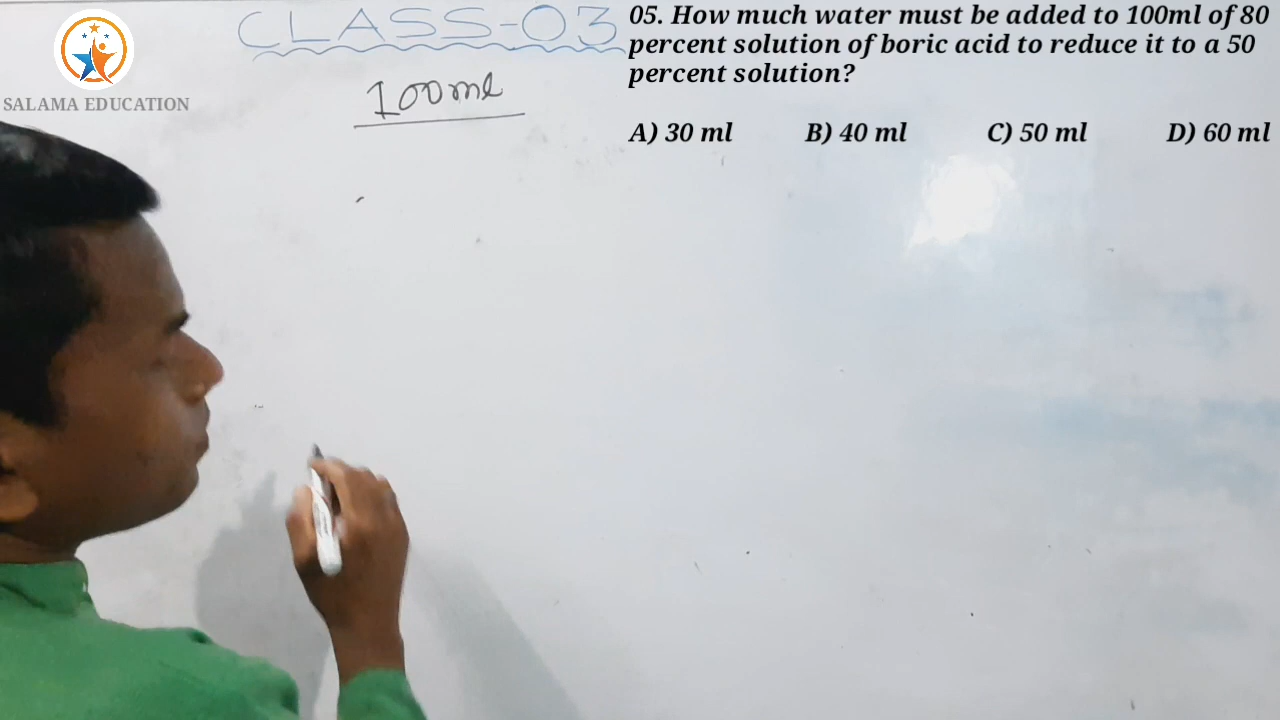 CLASS-03
SALAMA EDUCATION
100ml
05. How much water must be added to 100ml of 80
percent solution of boric acid to reduce it to a 50
percent solution?
A) 30 ml B) 40 ml C) 50 ml D) 60 ml